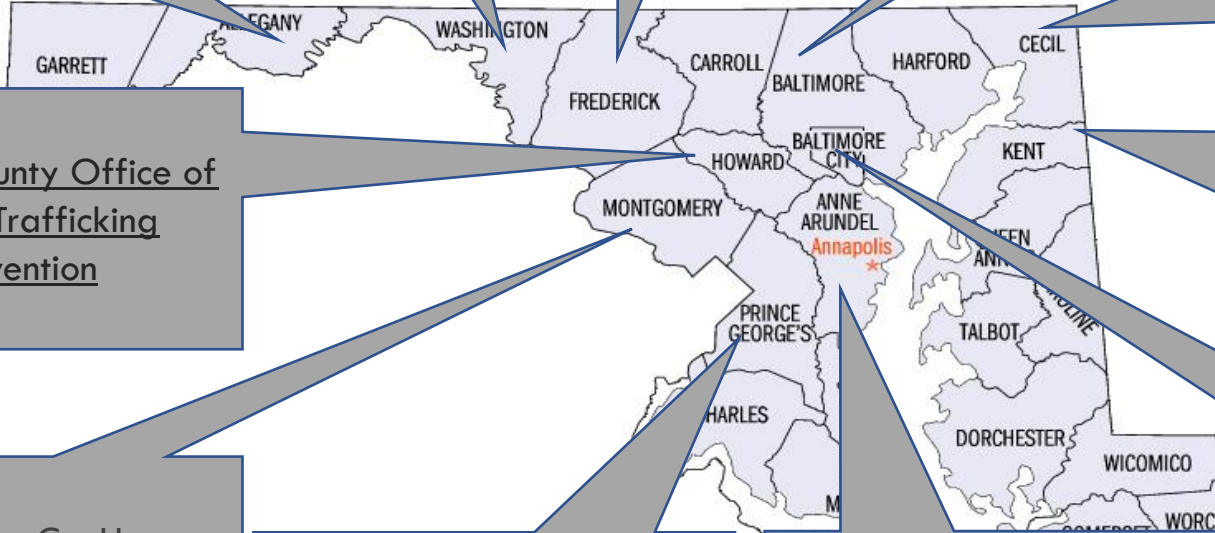 WASHINGTON
GARRETT
CARROLL
HARFORD
CECIL
BALTIMORE
FREDERICK
BALTIMORE
CITY
HOWARD
KENT
unty Office of
Trafficking
vention
MONTGOMERY
ANNE
ARUNDEL
Annapolis
*
PRINCE
GEORGE'S
TALBOT
HARLES
DORCHESTER
WICOMICO
M
WORC